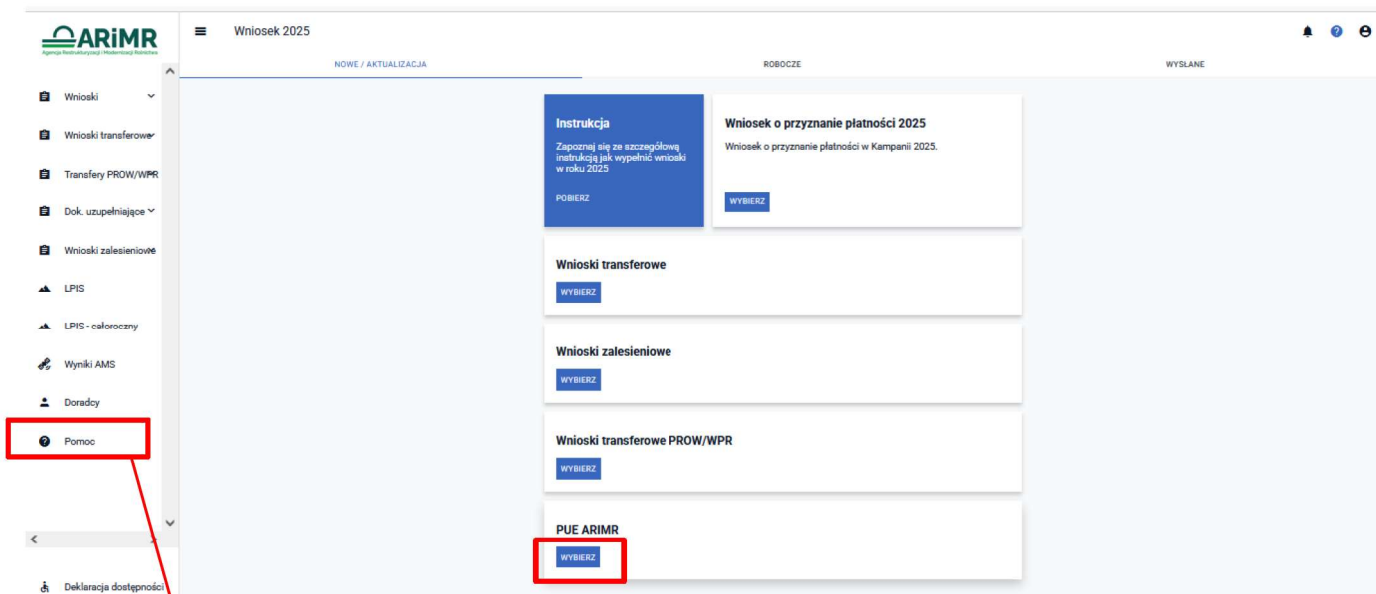 ARiMR
Agencja Restrukturyzacji i Modernizacji Rolnictwa
Wniosek 2025
NOWE / AKTUALIZACJA
ROBOCZE
WYSŁANE
Wnioski
Wnioski transferowe
Transfery PROW/WPR
Dok. uzupełniające
Wnioski zalesieniowe
LPIS
LPIS - całoroczny
Wyniki AMS
Doradcy
Pomoc
Deklaracja dostępności
Instrukcja
Zapoznaj się ze szczegółową
instrukcją jak wypełnić wnioski
w roku 2025
POBIERZ
Wniosek o przyznanie płatności 2025
Wniosek o przyznanie płatności w Kampanii 2025.
WYBIERZ
Wnioski transferowe
WYBIERZ
Wnioski zalesieniowe
WYBIERZ
Wnioski transferowe PROW/WPR
WYBIERZ
PUE ARIMR
WYBIERZ